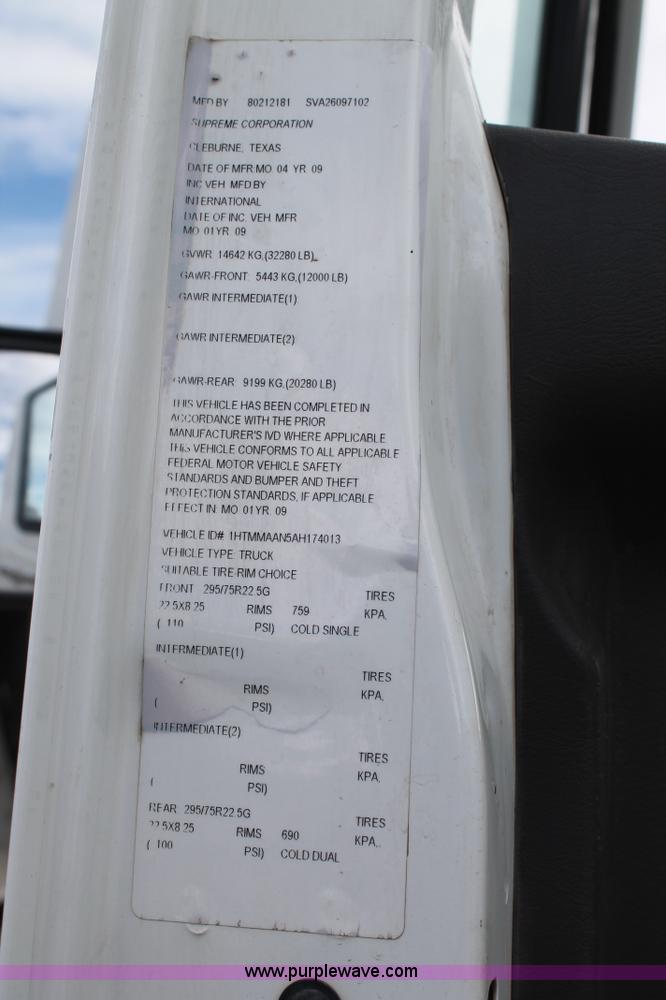 MFD BY 80212181 SVA26097102
SUPREME CORPORATION
CLEBURNE, TEXAS
DATE OF MFR:MO 04 YR 09
INC VEH MFD BY
INTERNATIONAL
DATE OF INC. VEH. MFR
MO 01YR 09
GVWR 14642 KG,(32280 LB)
GAWR-FRONT: 5443 KG,(12000 LB)
GAWR INTERMEDIATE(1)
GAWR INTERMEDIATE(2)
GAWR-REAR 9199 KG,(20280 LB)
THIS VEHICLE HAS BEEN COMPLETED IN
ACCORDANCE WITH THE PRIOR
MANUFACTURER'S IVD WHERE APPLICABLE
THIS VEHICLE CONFORMS TO ALL APPLICABLE
FEDERAL MOTOR VEHICLE SAFETY
STANDARDS AND BUMPER AND THEFT
PROTECTION STANDARDS, IF APPLICABLE
EFFECT IN MO 01YR 09
VEHICLE ID# 1HTMMAAN5AH174013
VEHICLE TYPE: TRUCK
SUITABLE TIRE-RIM CHOICE
FRONT 295/75R22.5G TIRES
22.5X8.25 RIMS 759 KPA,
( 110 PSI) COLD SINGLE
INTERMEDIATE(1)
TIRES
RIMS KPA,
( PSI)
INTERMEDIATE(2)
TIRES
RIMS KPA,
( PSI)
REAR 295/75R22.5G TIRES
22.5X8.25 RIMS 690 KPA,.
( 100 PSI) COLD DUAL
www.purplewave.com